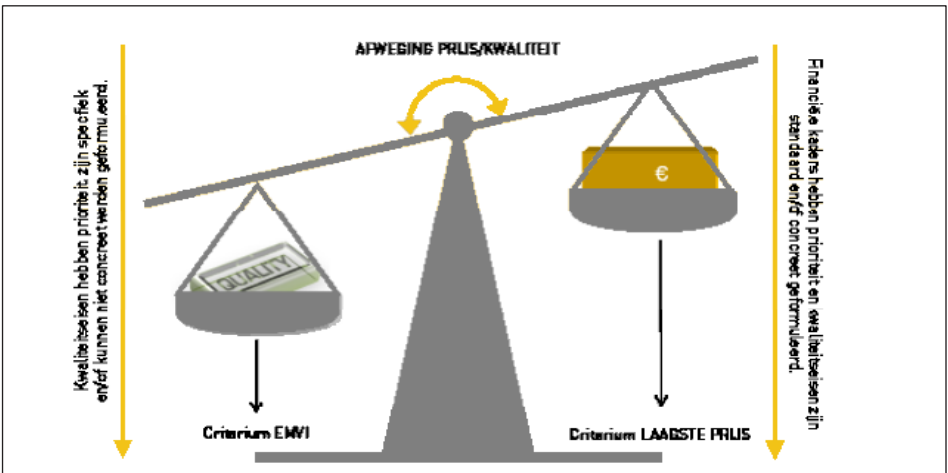 AFWEGING PRIJS/KWALITEIT
Kwaliteitseisen hebben prioriteit, zijn specifiek
en/of kunnen niet concreet worden geformuleerd.
QUALITY
€
Financiële kaders hebben prioriteit en kwaliteitseisen zijn
standaard en/of concreet geformuleerd.
Criterium EMVI
Criterium LAAGSTE PRIJS